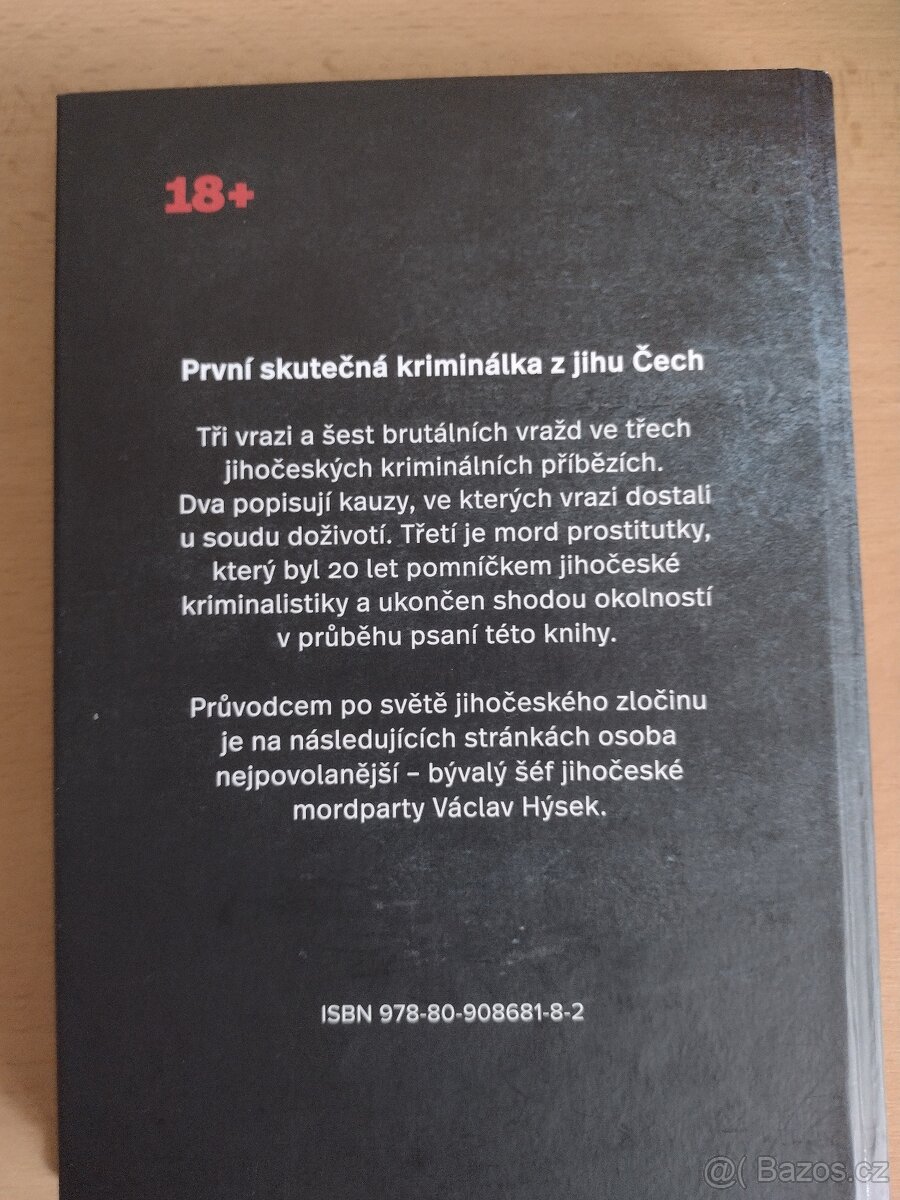 18+
První skutečná kriminálka z jihu Čech
Tři vrazi a šest brutálních vražd ve třech
jihočeských kriminálních příbězích.
Dva popisují kauzy, ve kterých vrazi dostali
u soudu doživotí. Třetí je mord prostitutky,
který byl 20 let pomníčkem jihočeské
kriminalistiky a ukončen shodou okolností
v průběhu psaní této knihy.
Průvodcem po světě jihočeského zločinu
je na následujících stránkách osoba
nejpovolanější – bývalý šéf jihočeské
mordparty Václav Hýsek.
ISBN 978-80-908681-8-2
@( Bazos.cz